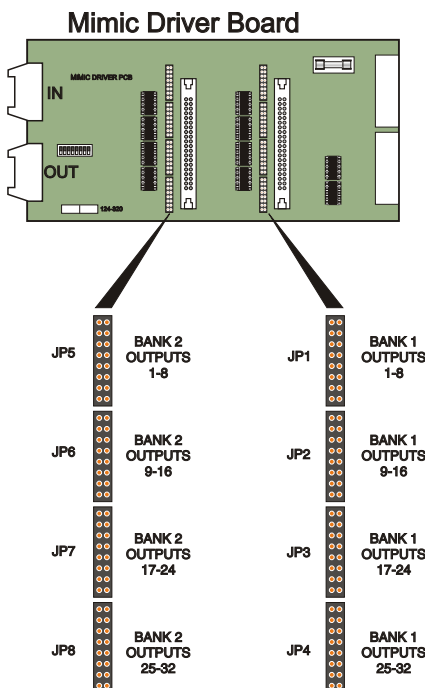 Mimic Driver Board
MIMIC DRIVER PCB
IN
OUT
124-320
JP5
BANK 2
OUTPUTS
1-8
JP1
BANK 1
OUTPUTS
1-8
JP6
BANK 2
OUTPUTS
9-16
JP2
BANK 1
OUTPUTS
9-16
JP7
BANK 2
OUTPUTS
17-24
JP3
BANK 1
OUTPUTS
17-24
JP8
BANK 2
OUTPUTS
25-32
JP4
BANK 1
OUTPUTS
25-32